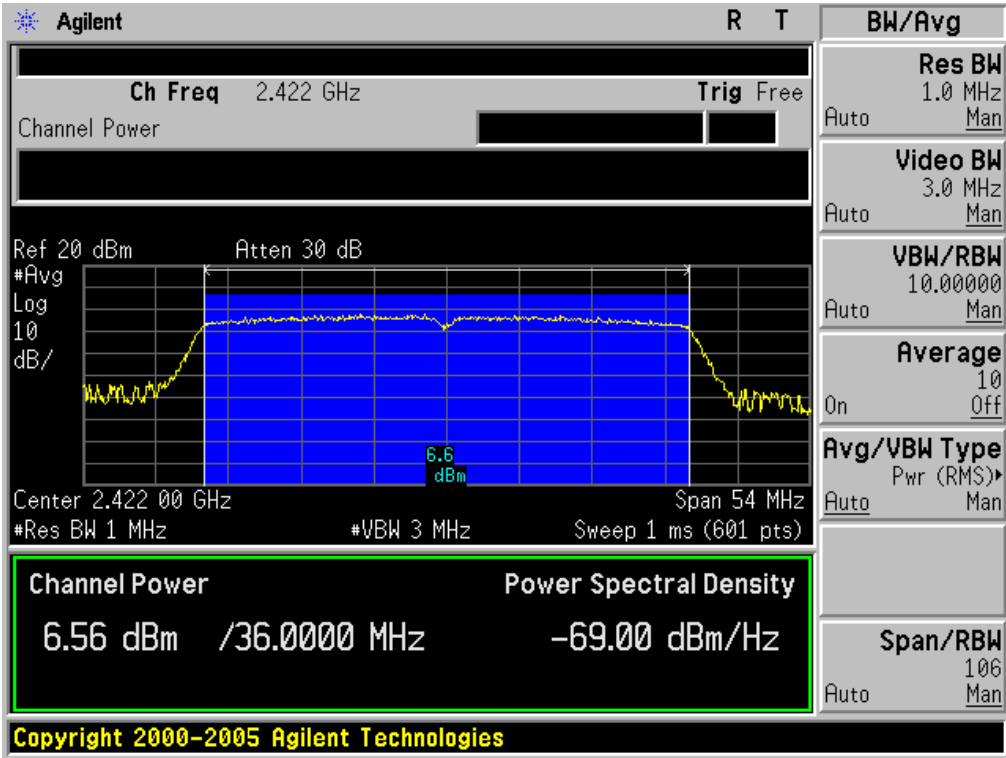 Agilent R T
Ch Freq 2.422 GHz Trig Free
Channel Power
Ref 20 dBm Atten 30 dB
#Avg
Log
10
dB/
6.6
dBm
Center 2.422 00 GHz Span 54 MHz
#Res BW 1 MHz #VBW 3 MHz Sweep 1 ms (601 pts)
Channel Power Power Spectral Density
6.56 dBm /36.0000 MHz -69.00 dBm/Hz
Copyright 2000-2005 Agilent Technologies
BW/Avg
Res BW
1.0 MHz
Auto Man
Video BW
3.0 MHz
Auto Man
VBW/RBW
10.00000
Auto Man
Average
10
On Off
Avg/VBW Type
Pwr (RMS)▸
Auto Man
Span/RBW
106
Auto Man